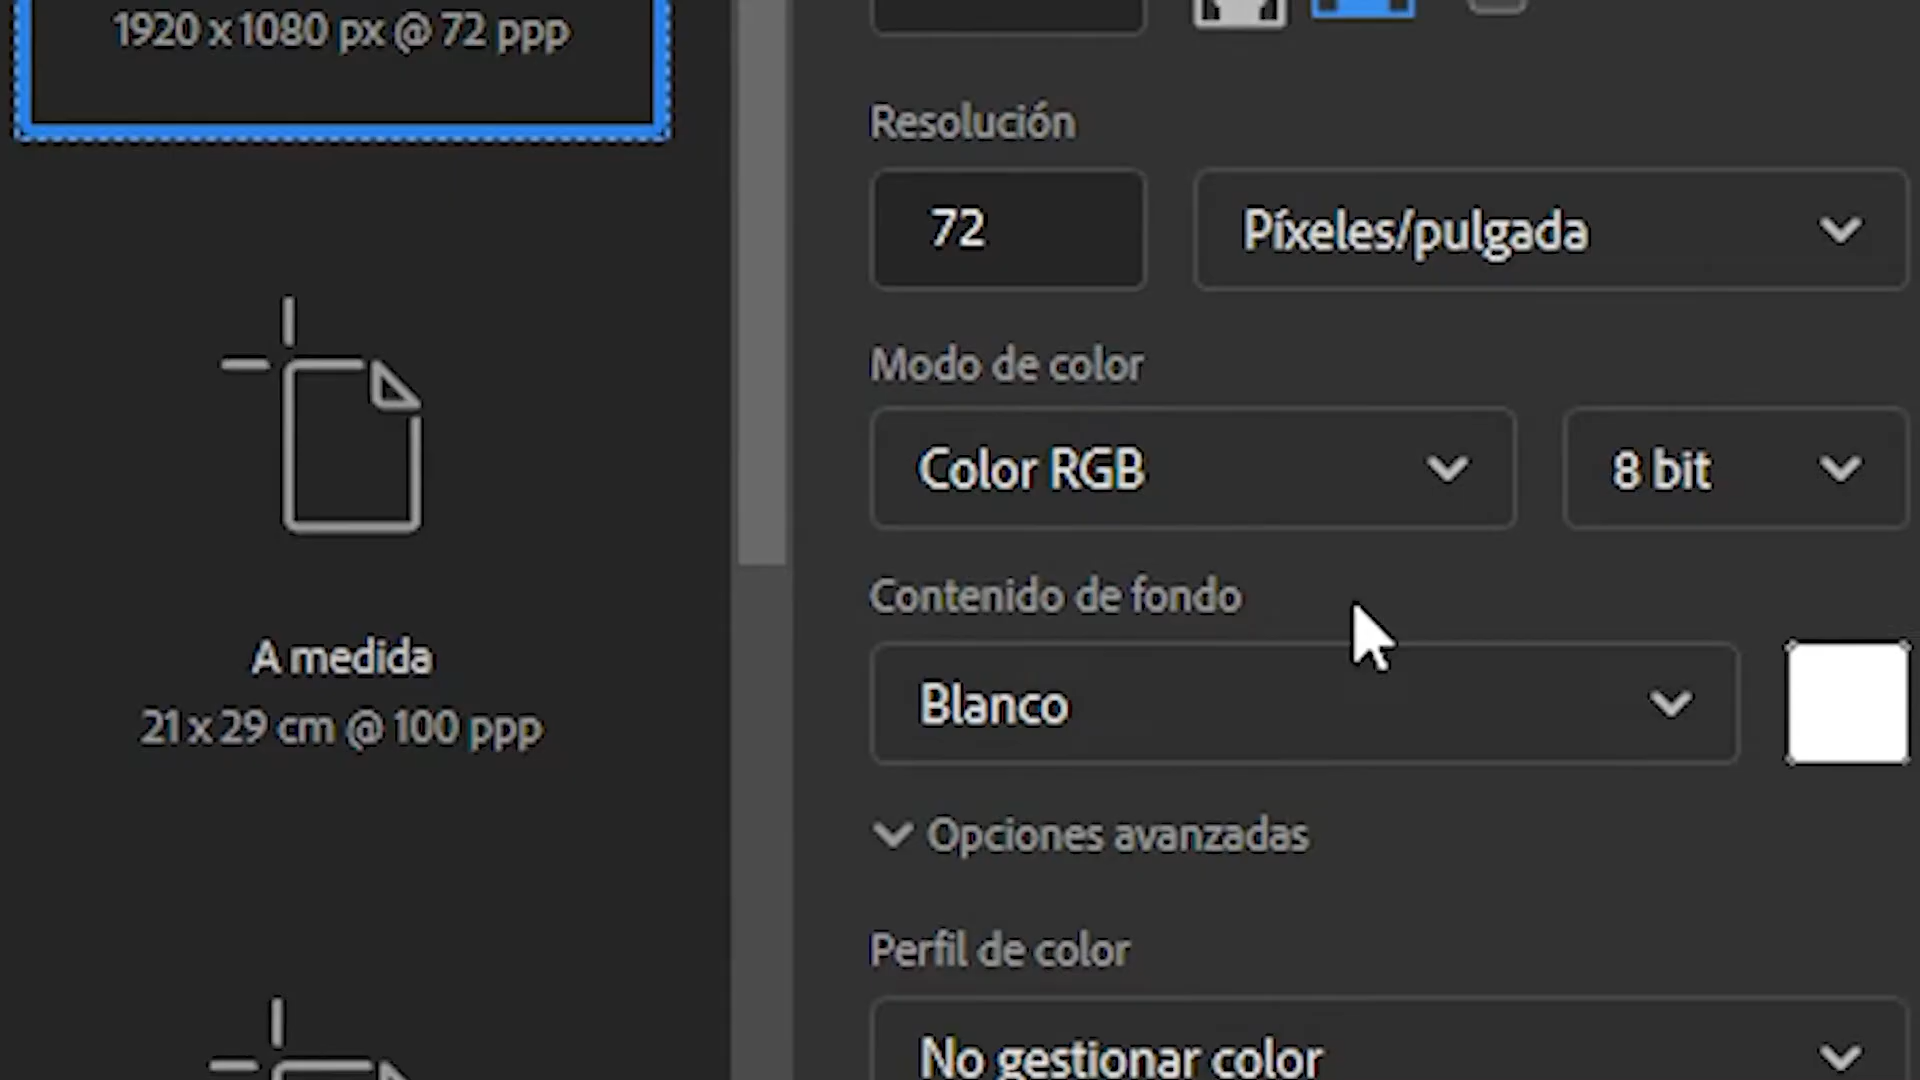 1920 x 1080 px @ 72 ppp
A medida
21 x 29 cm @ 100 ppp
Resolución
72
Píxeles/pulgada
Modo de color
Color RGB
8 bit
Contenido de fondo
Blanco
Opciones avanzadas
Perfil de color
No gestionar color